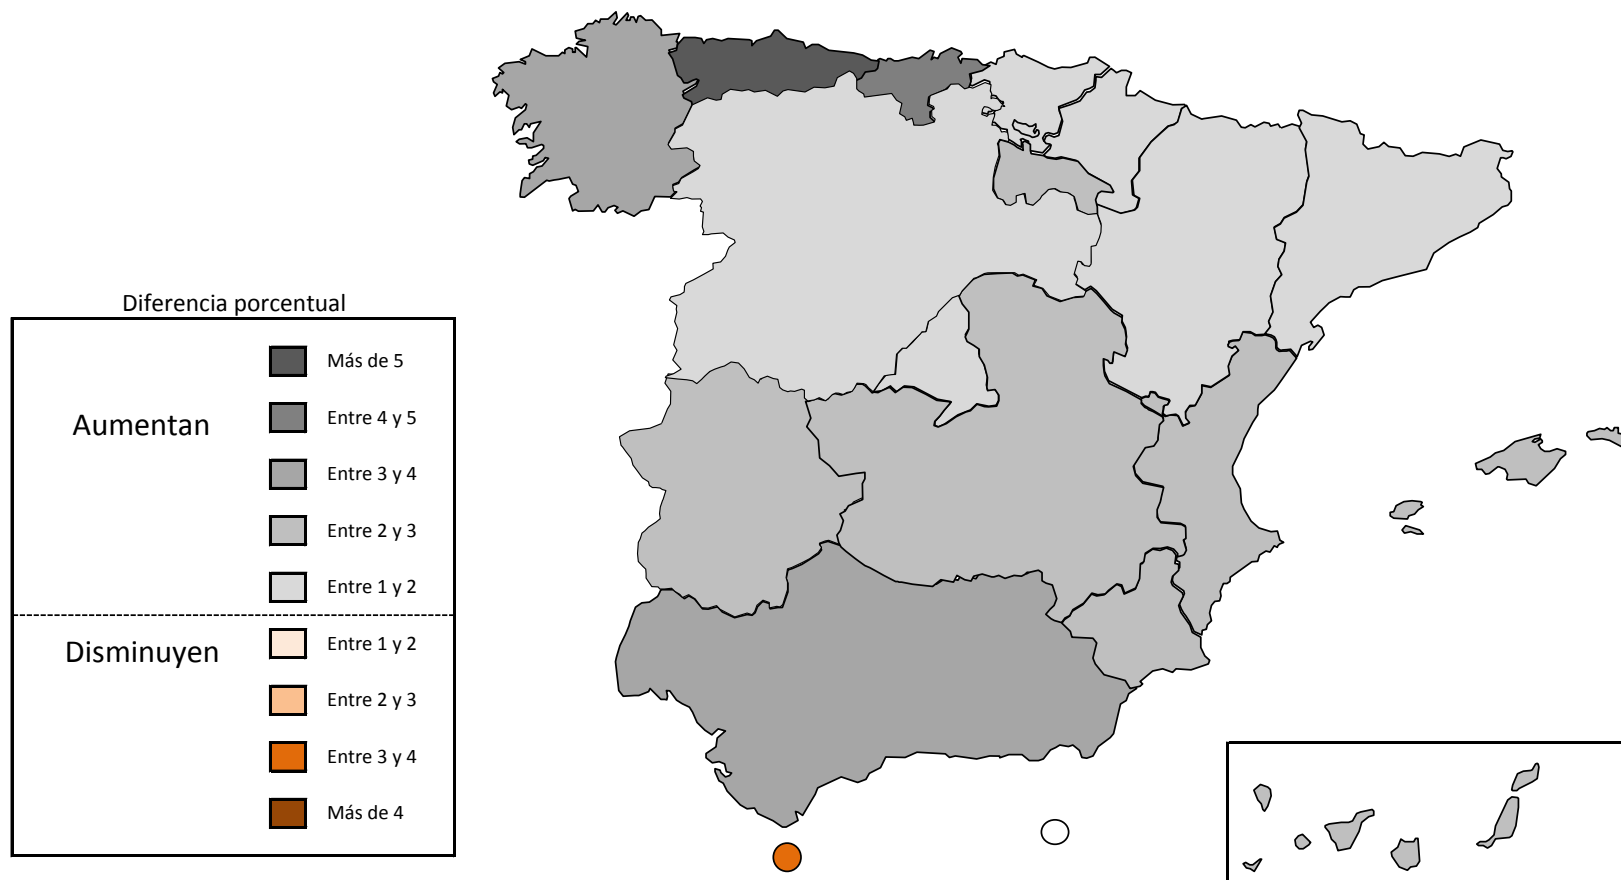 Diferencia porcentual
Aumentan
Más de 5
Entre 4 y 5
Entre 3 y 4
Entre 2 y 3
Entre 1 y 2
Disminuyen
Entre 1 y 2
Entre 2 y 3
Entre 3 y 4
Más de 4